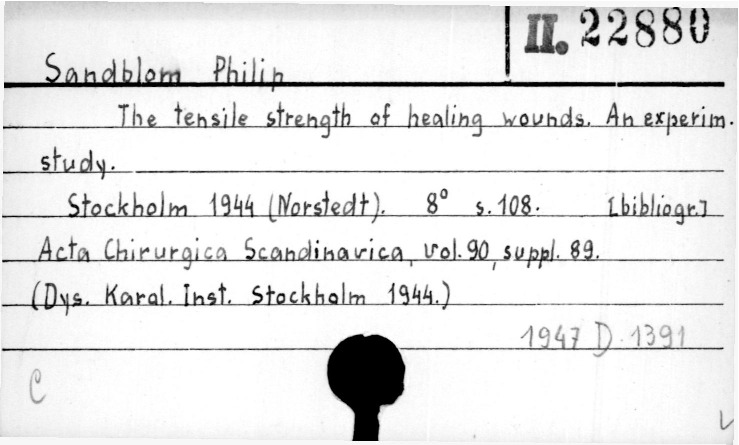 II. 22880
Sandblom Philip
The tensile strength of healing wounds. An experim.
study.
Stockholm 1944 (Norstedt). 8° s. 108. [bibliogr.]
Acta Chirurgica Scandinavica, vol. 90, suppl. 89.
(Dys. Karol. Inst. Stockholm 1944.)
1947 D 1391
C